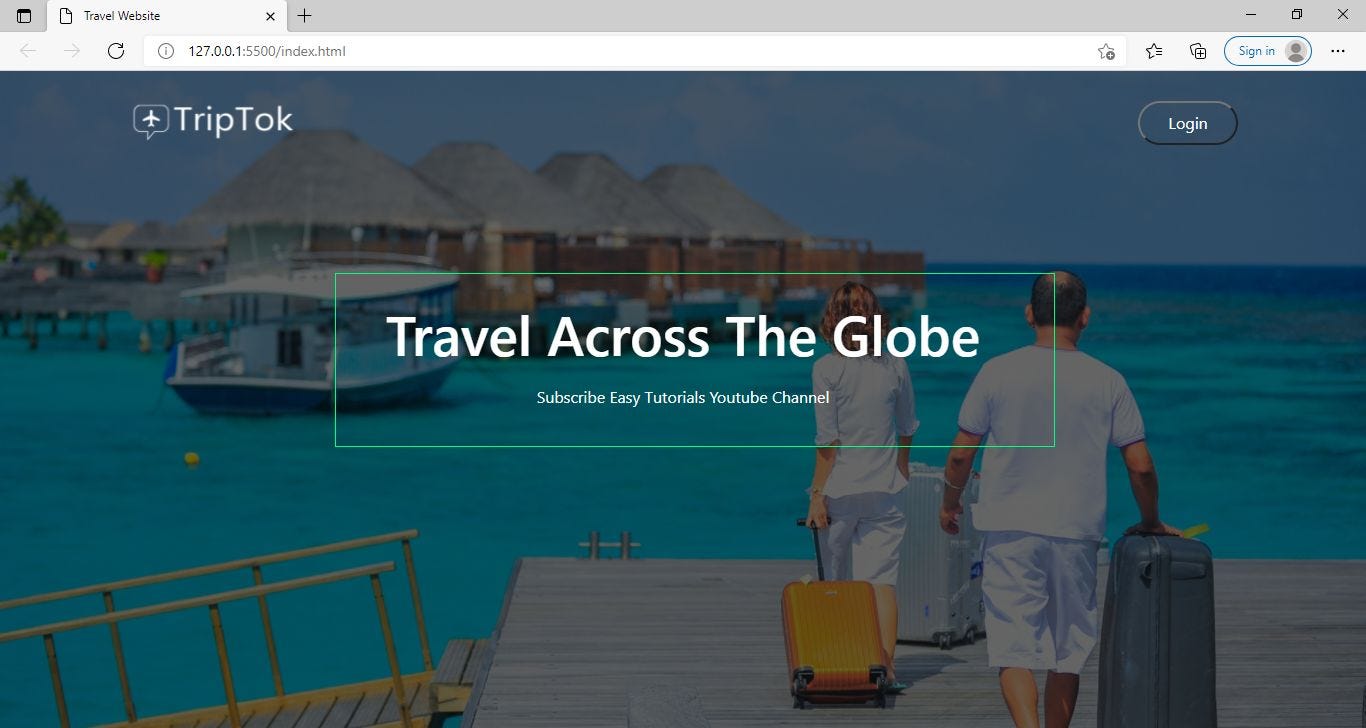 Travel Website
127.0.0.1:5500/index.html
Sign in
TripTok
Login
Travel Across The Globe
Subscribe Easy Tutorials Youtube Channel